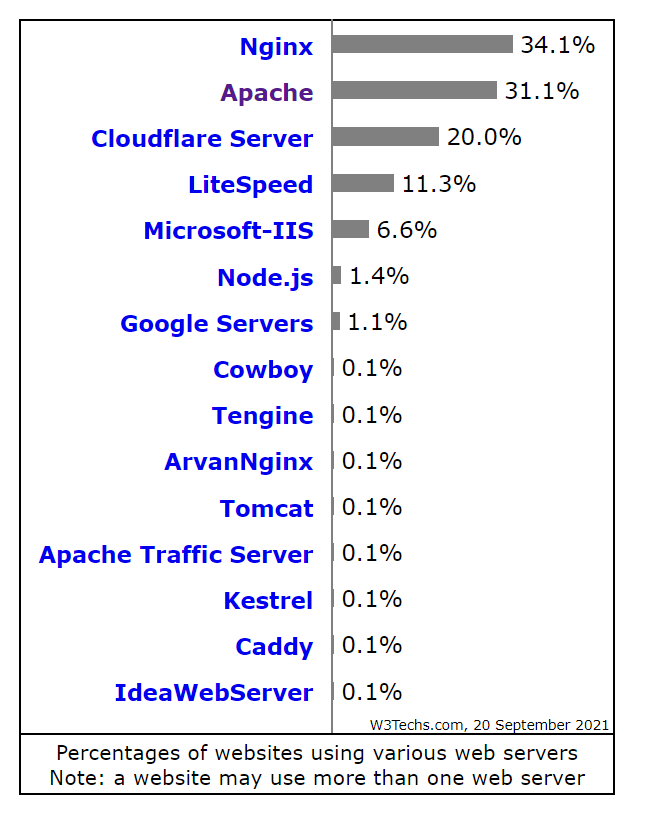 Nginx 34.1%
Apache 31.1%
Cloudflare Server 20.0%
LiteSpeed 11.3%
Microsoft-IIS 6.6%
Node.js 1.4%
Google Servers 1.1%
Cowboy 0.1%
Tengine 0.1%
ArvanNginx 0.1%
Tomcat 0.1%
Apache Traffic Server 0.1%
Kestrel 0.1%
Caddy 0.1%
IdeaWebServer 0.1%
W3Techs.com, 20 September 2021
Percentages of websites using various web servers
Note: a website may use more than one web server